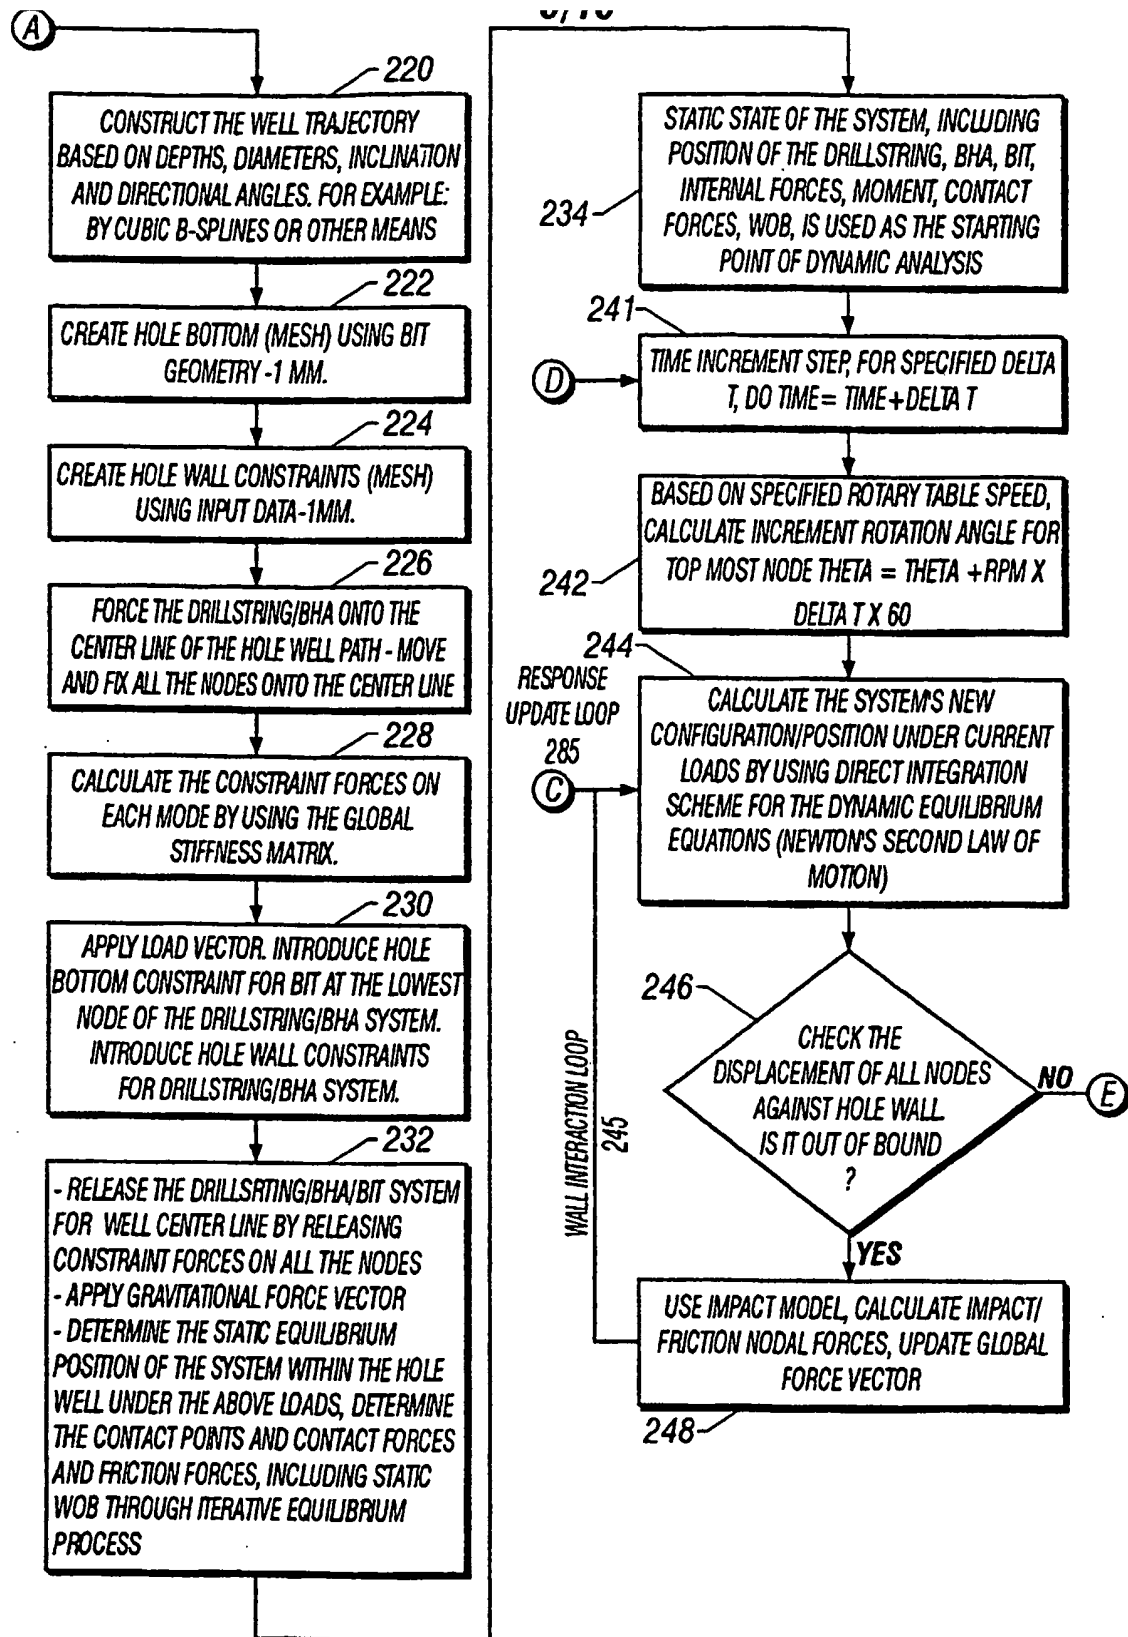 A
220
CONSTRUCT THE WELL TRAJECTORY
BASED ON DEPTHS, DIAMETERS, INCLINATION
AND DIRECTIONAL ANGLES. FOR EXAMPLE:
BY CUBIC B-SPLINES OR OTHER MEANS
222
CREATE HOLE BOTTOM (MESH) USING BIT
GEOMETRY -1 MM.
224
CREATE HOLE WALL CONSTRAINTS (MESH)
USING INPUT DATA-1MM.
226
FORCE THE DRILLSTRING/BHA ONTO THE
CENTER LINE OF THE HOLE WELL PATH - MOVE
AND FIX ALL THE NODES ONTO THE CENTER LINE
228
CALCULATE THE CONSTRAINT FORCES ON
EACH MODE BY USING THE GLOBAL
STIFFNESS MATRIX.
230
APPLY LOAD VECTOR. INTRODUCE HOLE
BOTTOM CONSTRAINT FOR BIT AT THE LOWEST
NODE OF THE DRILLSTRING/BHA SYSTEM.
INTRODUCE HOLE WALL CONSTRAINTS
FOR DRILLSTRING/BHA SYSTEM.
232
- RELEASE THE DRILLSRTING/BHA/BIT SYSTEM
FOR WELL CENTER LINE BY RELEASING
CONSTRAINT FORCES ON ALL THE NODES
- APPLY GRAVITATIONAL FORCE VECTOR
- DETERMINE THE STATIC EQUILIBRIUM
POSITION OF THE SYSTEM WITHIN THE HOLE
WELL UNDER THE ABOVE LOADS, DETERMINE
THE CONTACT POINTS AND CONTACT FORCES
AND FRICTION FORCES, INCLUDING STATIC
WOB THROUGH ITERATIVE EQUILIBRIUM
PROCESS
234
STATIC STATE OF THE SYSTEM, INCLUDING
POSITION OF THE DRILLSTRING, BHA, BIT,
INTERNAL FORCES, MOMENT, CONTACT
FORCES, WOB, IS USED AS THE STARTING
POINT OF DYNAMIC ANALYSIS
241
D
TIME INCREMENT STEP, FOR SPECIFIED DELTA
T, DO TIME = TIME+DELTA T
242
BASED ON SPECIFIED ROTARY TABLE SPEED,
CALCULATE INCREMENT ROTATION ANGLE FOR
TOP MOST NODE THETA = THETA +RPM X
DELTA T X 60
244
RESPONSE
UPDATE LOOP
285
C
CALCULATE THE SYSTEM'S NEW
CONFIGURATION/POSITION UNDER CURRENT
LOADS BY USING DIRECT INTEGRATION
SCHEME FOR THE DYNAMIC EQUILIBRIUM
EQUATIONS (NEWTON'S SECOND LAW OF
MOTION)
246
CHECK THE
DISPLACEMENT OF ALL NODES
AGAINST HOLE WALL
IS IT OUT OF BOUND
?
NO
E
WALL INTERACTION LOOP
245
YES
USE IMPACT MODEL, CALCULATE IMPACT/
FRICTION NODAL FORCES, UPDATE GLOBAL
FORCE VECTOR
248